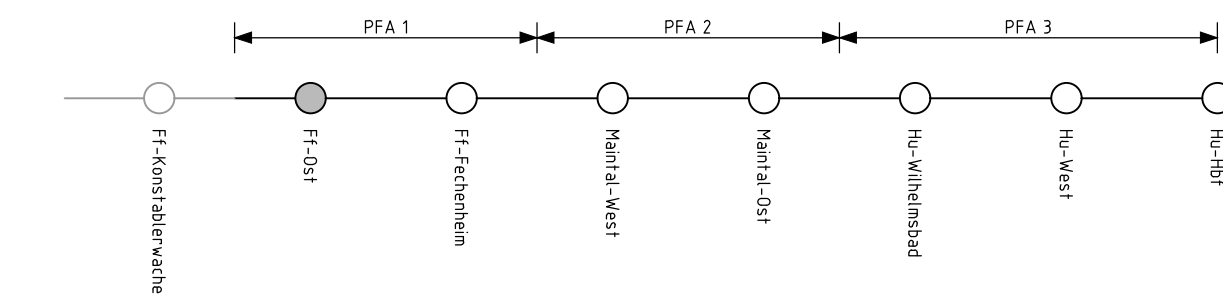 PFA 1
PFA 2
PFA 3
Ff-Konstablerwache
Ff-Ost
Ff-Fechenheim
Maintal-West
Maintal-Ost
Hu-Wilhelmsbad
Hu-West
Hu-Hbf